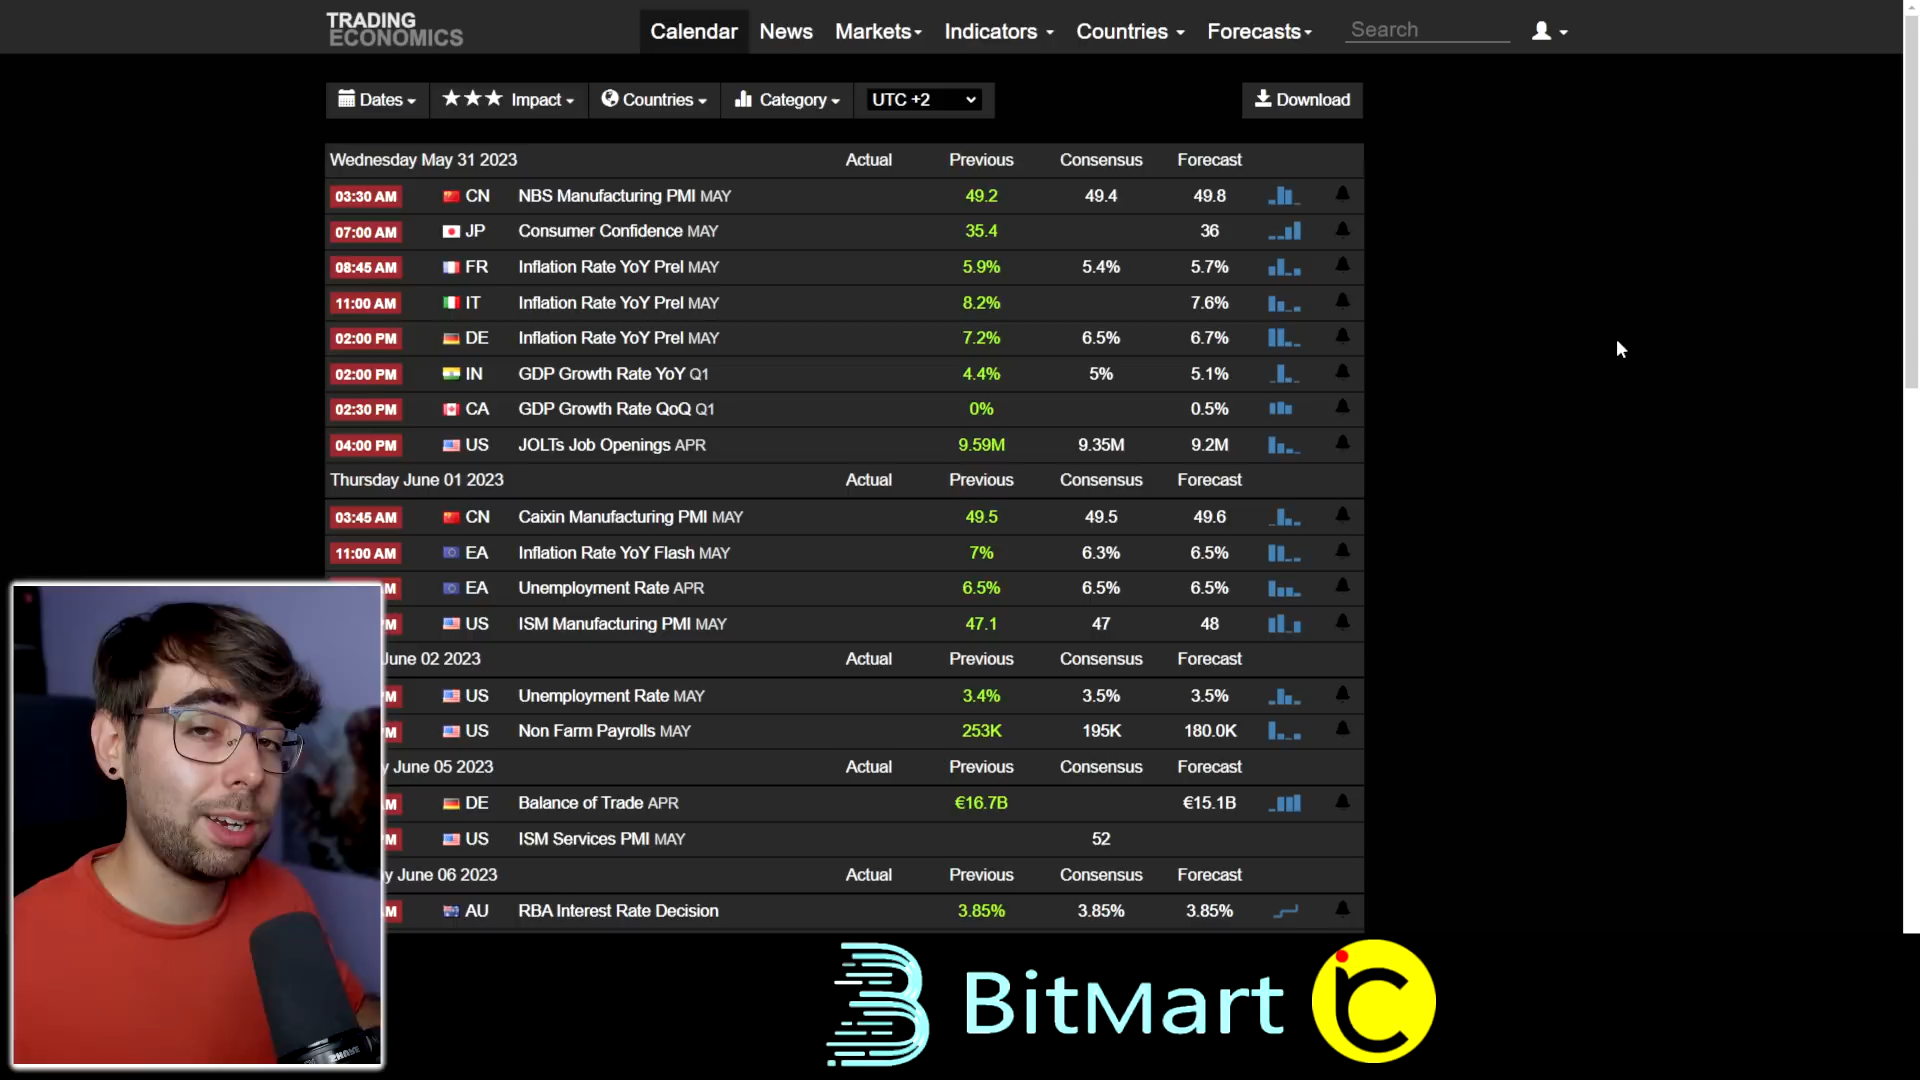 TRADING
ECONOMICS
Calendar News Markets Indicators Countries Forecasts Search
Dates Impact Countries Category UTC +2 Download
Wednesday May 31 2023 Actual Previous Consensus Forecast
03:30 AM CN NBS Manufacturing PMI MAY 49.2 49.4 49.8
07:00 AM JP Consumer Confidence MAY 35.4 36
08:45 AM FR Inflation Rate YoY Prel MAY 5.9% 5.4% 5.7%
11:00 AM IT Inflation Rate YoY Prel MAY 8.2% 7.6%
02:00 PM DE Inflation Rate YoY Prel MAY 7.2% 6.5% 6.7%
02:00 PM IN GDP Growth Rate YoY Q1 4.4% 5% 5.1%
02:30 PM CA GDP Growth Rate QoQ Q1 0% 0.5%
04:00 PM US JOLTs Job Openings APR 9.59M 9.35M 9.2M
Thursday June 01 2023 Actual Previous Consensus Forecast
03:45 AM CN Caixin Manufacturing PMI MAY 49.5 49.5 49.6
11:00 AM EA Inflation Rate YoY Flash MAY 7% 6.3% 6.5%
M EA Unemployment Rate APR 6.5% 6.5% 6.5%
PM US ISM Manufacturing PMI MAY 47.1 47 48
June 02 2023 Actual Previous Consensus Forecast
PM US Unemployment Rate MAY 3.4% 3.5% 3.5%
M US Non Farm Payrolls MAY 253K 195K 180.0K
y June 05 2023 Actual Previous Consensus Forecast
AM DE Balance of Trade APR €16.7B €15.1B
PM US ISM Services PMI MAY 52
y June 06 2023 Actual Previous Consensus Forecast
AM AU RBA Interest Rate Decision 3.85% 3.85% 3.85%
BitMart
SHURE